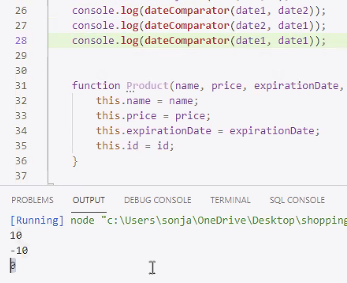 26 console.log(dateComparator(date1, date2));
27 console.log(dateComparator(date2, date1));
28 console.log(dateComparator(date1, date1));
29
30
31 function Product(name, price, expirationDate,
32 this.name = name;
33 this.price = price;
34 this.expirationDate = expirationDate;
35 this.id = id;
36 }
37
PROBLEMS OUTPUT DEBUG CONSOLE TERMINAL SQL CONSOLE
[Running] node "c:\Users\sonja\OneDrive\Desktop\shopping
10
-10
0